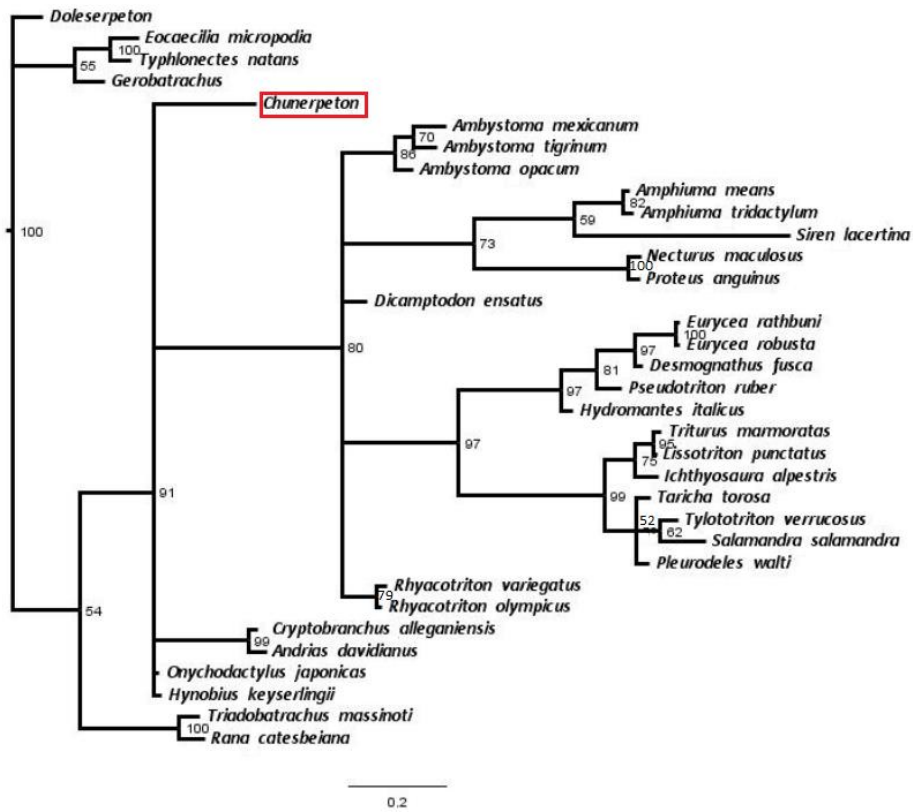 Doleserpeton
Eocaecilia micropodia
100
Typhlonectes natans
55
Gerobatrachus
Chunerpeton
Ambystoma mexicanum
70
Ambystoma tigrinum
86
Ambystoma opacum
Amphiuma means
82
Amphiuma tridactylum
59
Siren lacertina
100
73
Necturus maculosus
100
Proteus anguinus
Dicamptodon ensatus
Eurycea rathbuni
100
Eurycea robusta
80
97
Desmognathus fusca
81
Pseudotriton ruber
97
Hydromantes italicus
Triturus marmoratas
97
95
Lissotriton punctatus
75
Ichthyosaura alpestris
91
99
Taricha torosa
52
Tylototriton verrucosus
62
Salamandra salamandra
Pleurodeles walti
Rhyacotriton variegatus
79
Rhyacotriton olympicus
54
Cryptobranchus alleganiensis
99
Andrias davidianus
Onychodactylus japonicas
Hynobius keyserlingii
Triadobatrachus massinoti
100
Rana catesbeiana
0.2